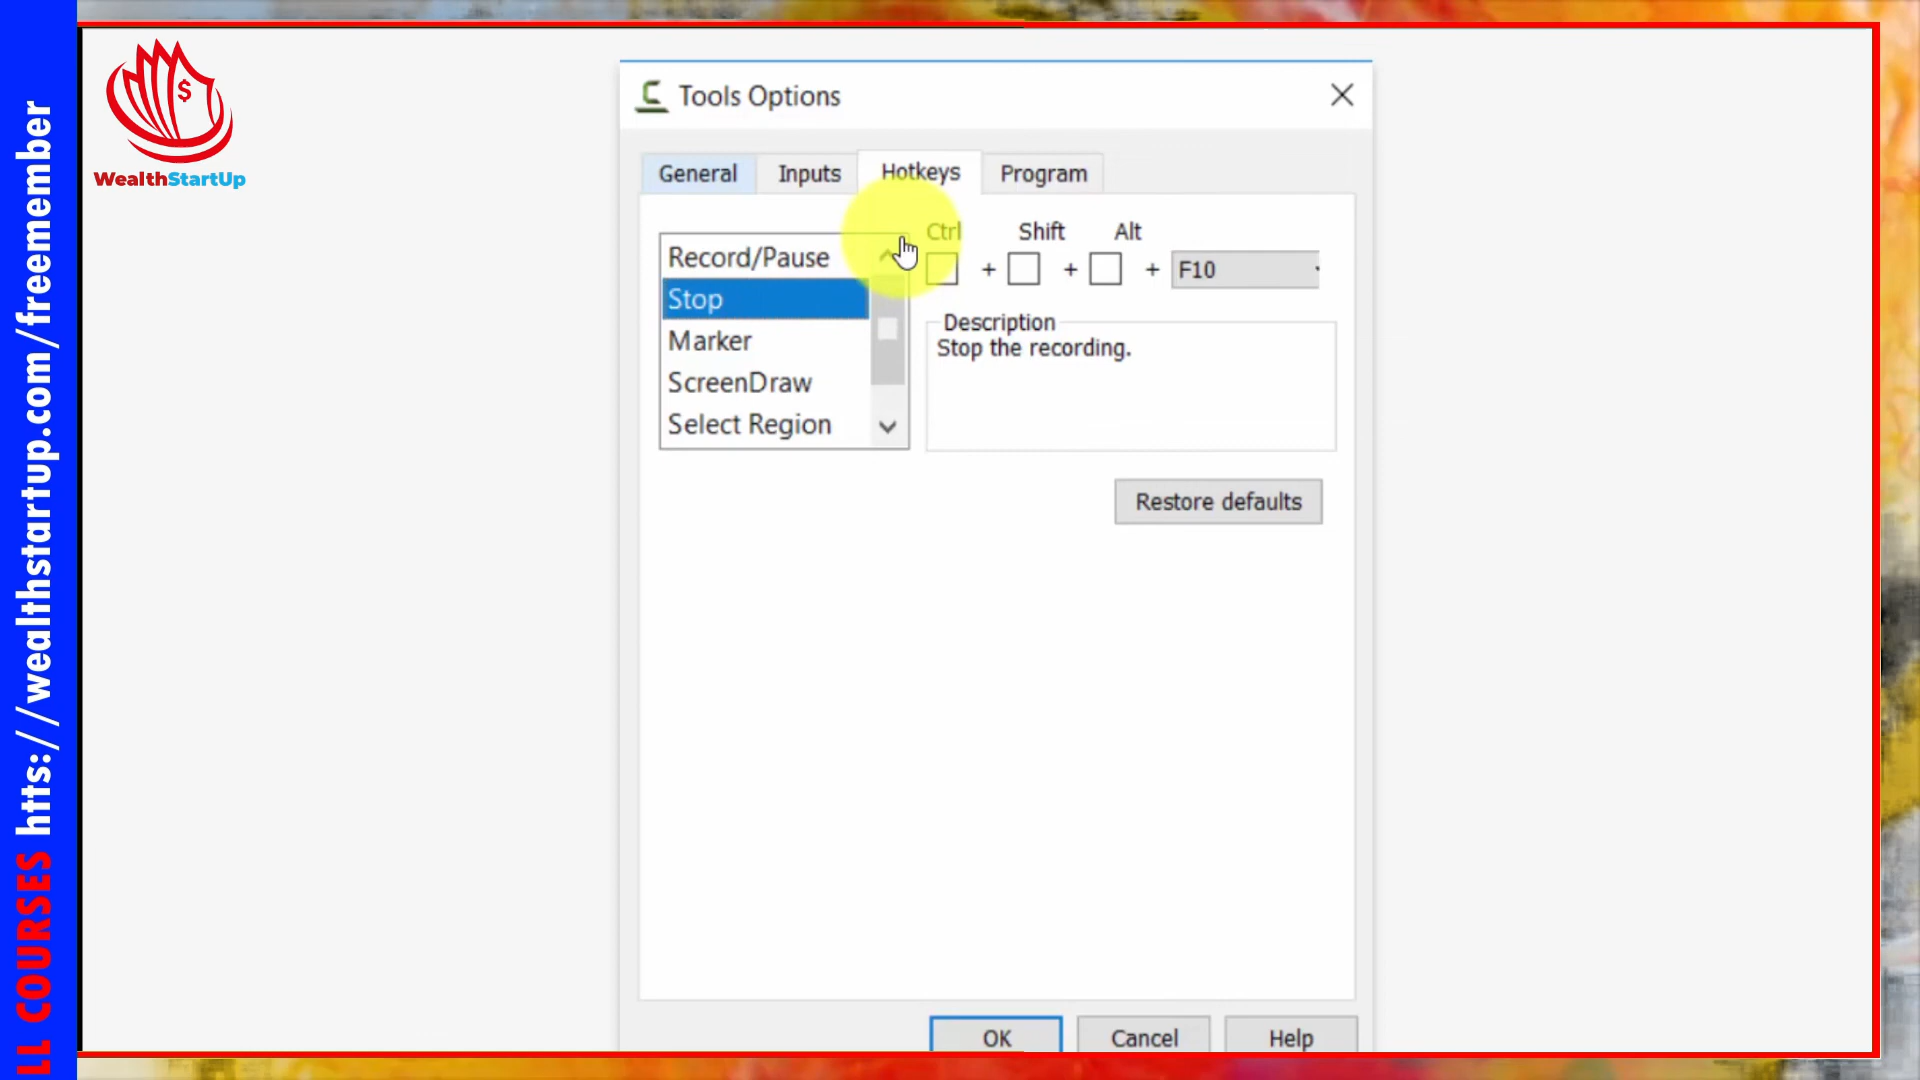 LL COURSES htts://wealthstartup.com/freemember
$
WealthStartUp
Tools Options
General
Inputs
Hotkeys
Program
Record/Pause
Stop
Marker
ScreenDraw
Select Region
Ctrl Shift Alt
+ + + F10
Description
Stop the recording.
Restore defaults
OK
Cancel
Help